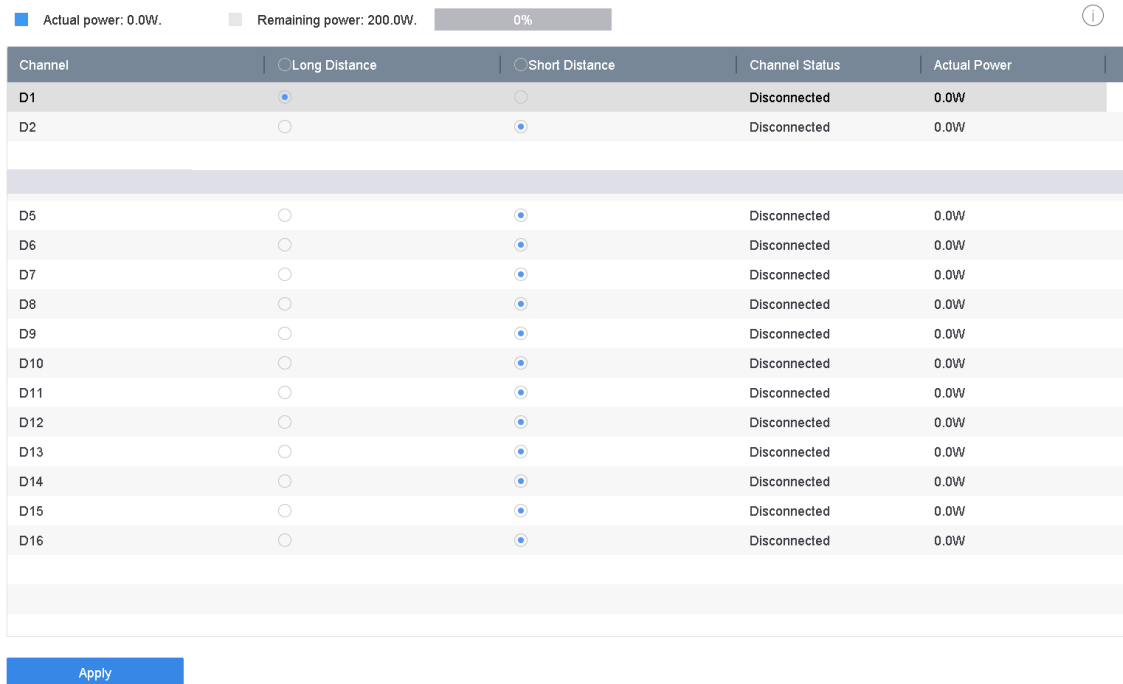 Actual power: 0.0W. Remaining power: 200.0W. 0% i
Channel Long Distance Short Distance Channel Status Actual Power
D1 Disconnected 0.0W
D2 Disconnected 0.0W
D5 Disconnected 0.0W
D6 Disconnected 0.0W
D7 Disconnected 0.0W
D8 Disconnected 0.0W
D9 Disconnected 0.0W
D10 Disconnected 0.0W
D11 Disconnected 0.0W
D12 Disconnected 0.0W
D13 Disconnected 0.0W
D14 Disconnected 0.0W
D15 Disconnected 0.0W
D16 Disconnected 0.0W
Apply